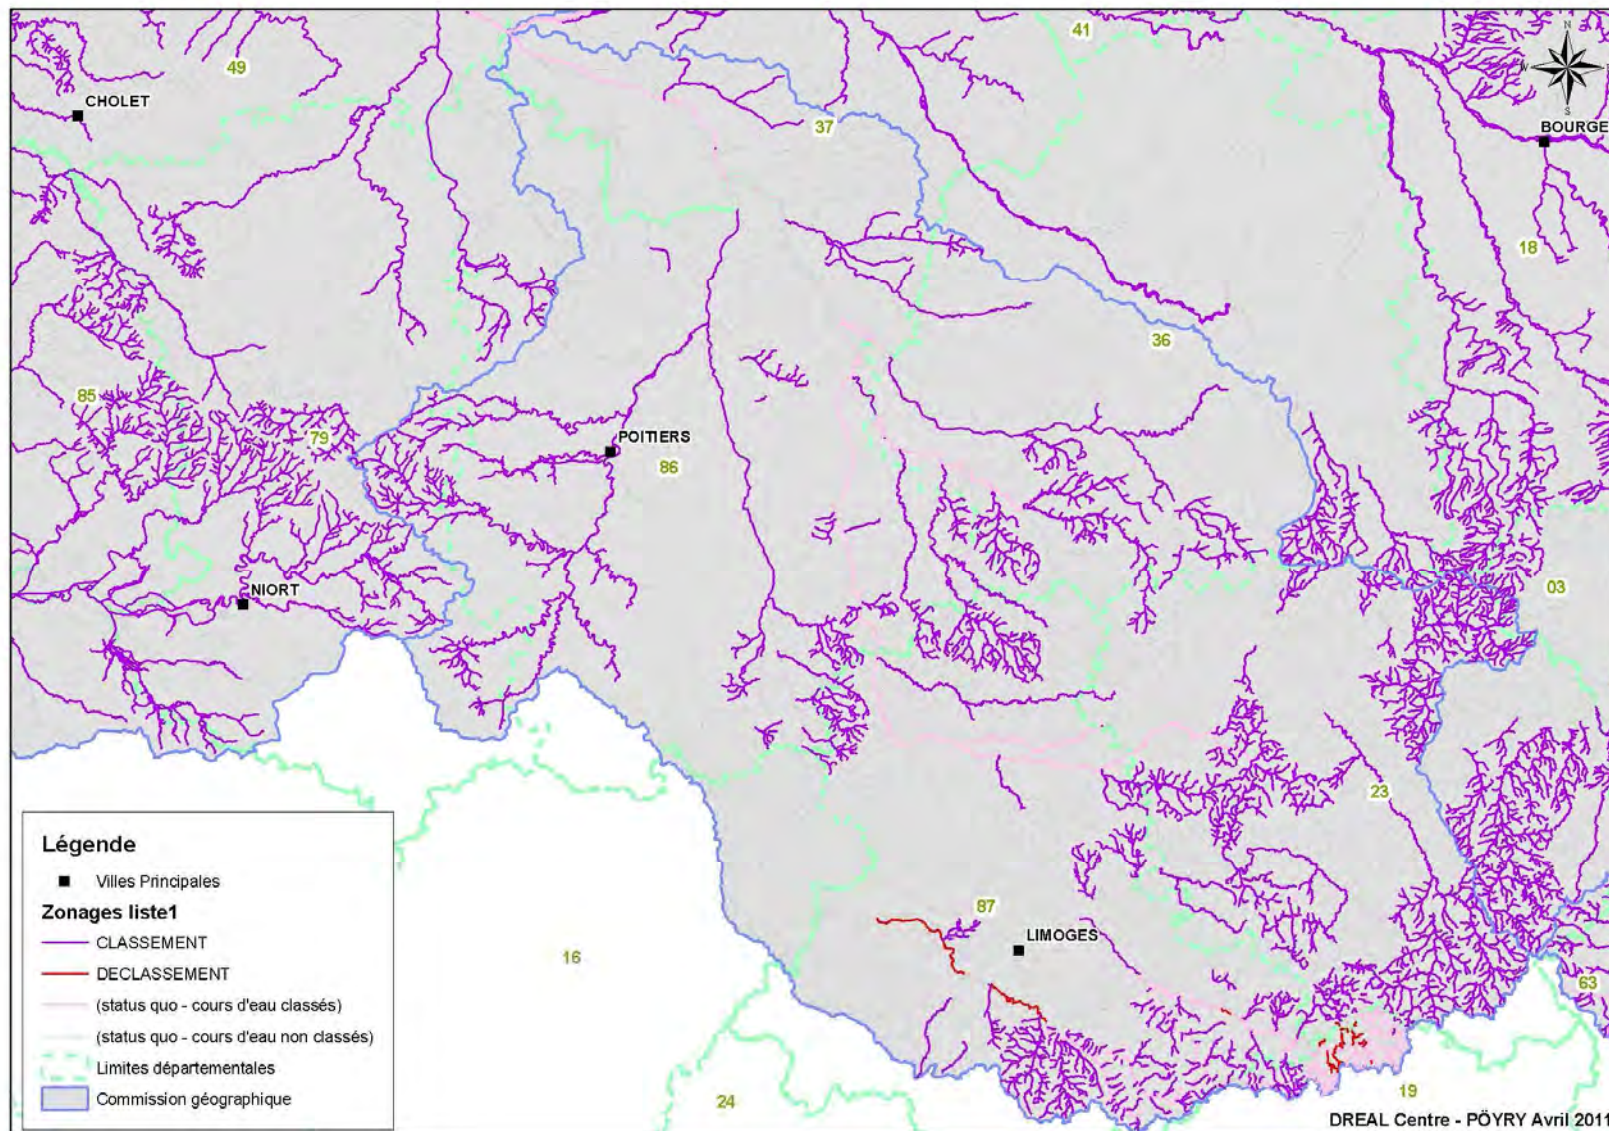 41
49
N
W
S
CHOLET
37
BOURGE
18
36
85
79
POITIERS
86
NIORT
03
23
Légende
Villes Principales
Zonages liste1
CLASSEMENT
DECLASSEMENT
(status quo - cours d'eau classés)
(status quo - cours d'eau non classés)
Limites départementales
Commission géographique
87
LIMOGES
16
63
24
19
DREAL Centre - PÖYRY Avril 2011